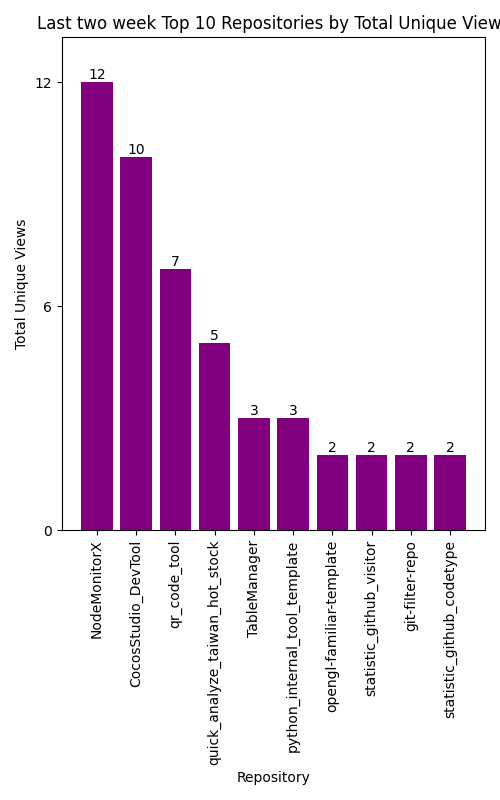 Last two week Top 10 Repositories by Total Unique View
12
10
7
5
3
3
2
2
2
2
12
6
0
Total Unique Views
NodeMonitorX
CocosStudio_DevTool
qr_code_tool
quick_analyze_taiwan_hot_stock
TableManager
python_internal_tool_template
opengl-familiar-template
statistic_github_visitor
git-filter-repo
statistic_github_codetype
Repository